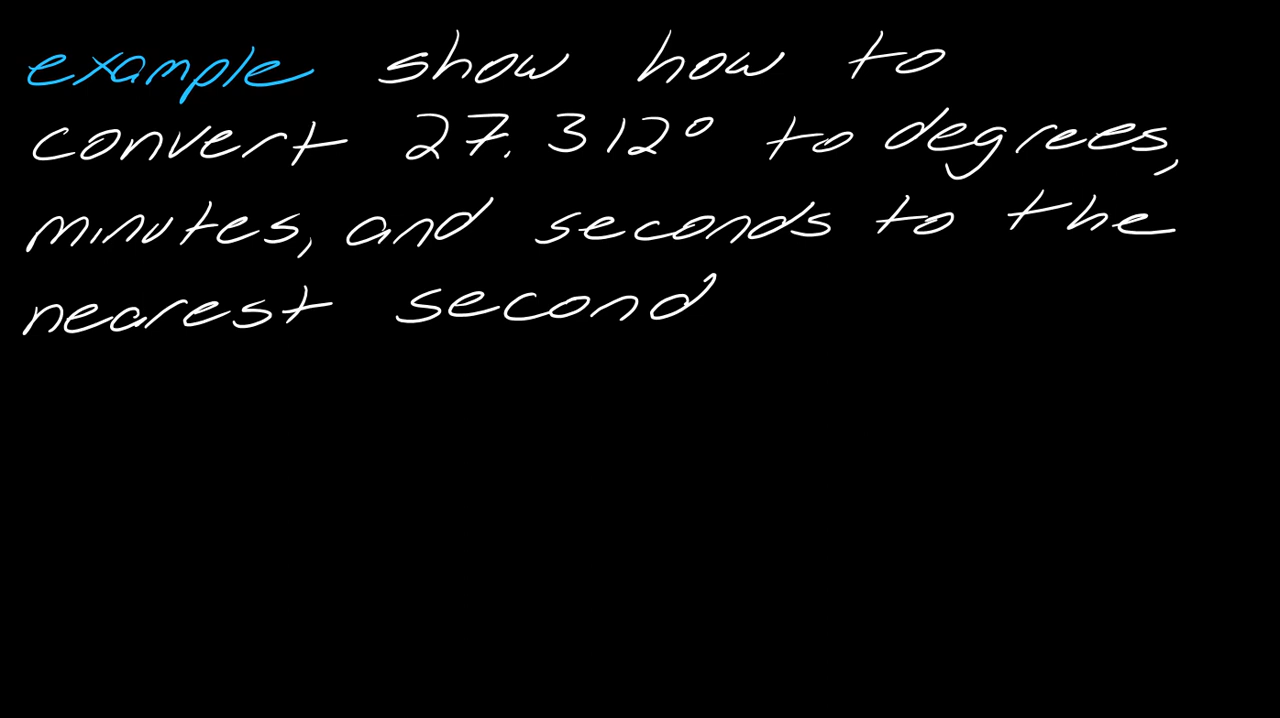 example show how to
convert 27.312° to degrees,
minutes, and seconds to the
nearest second